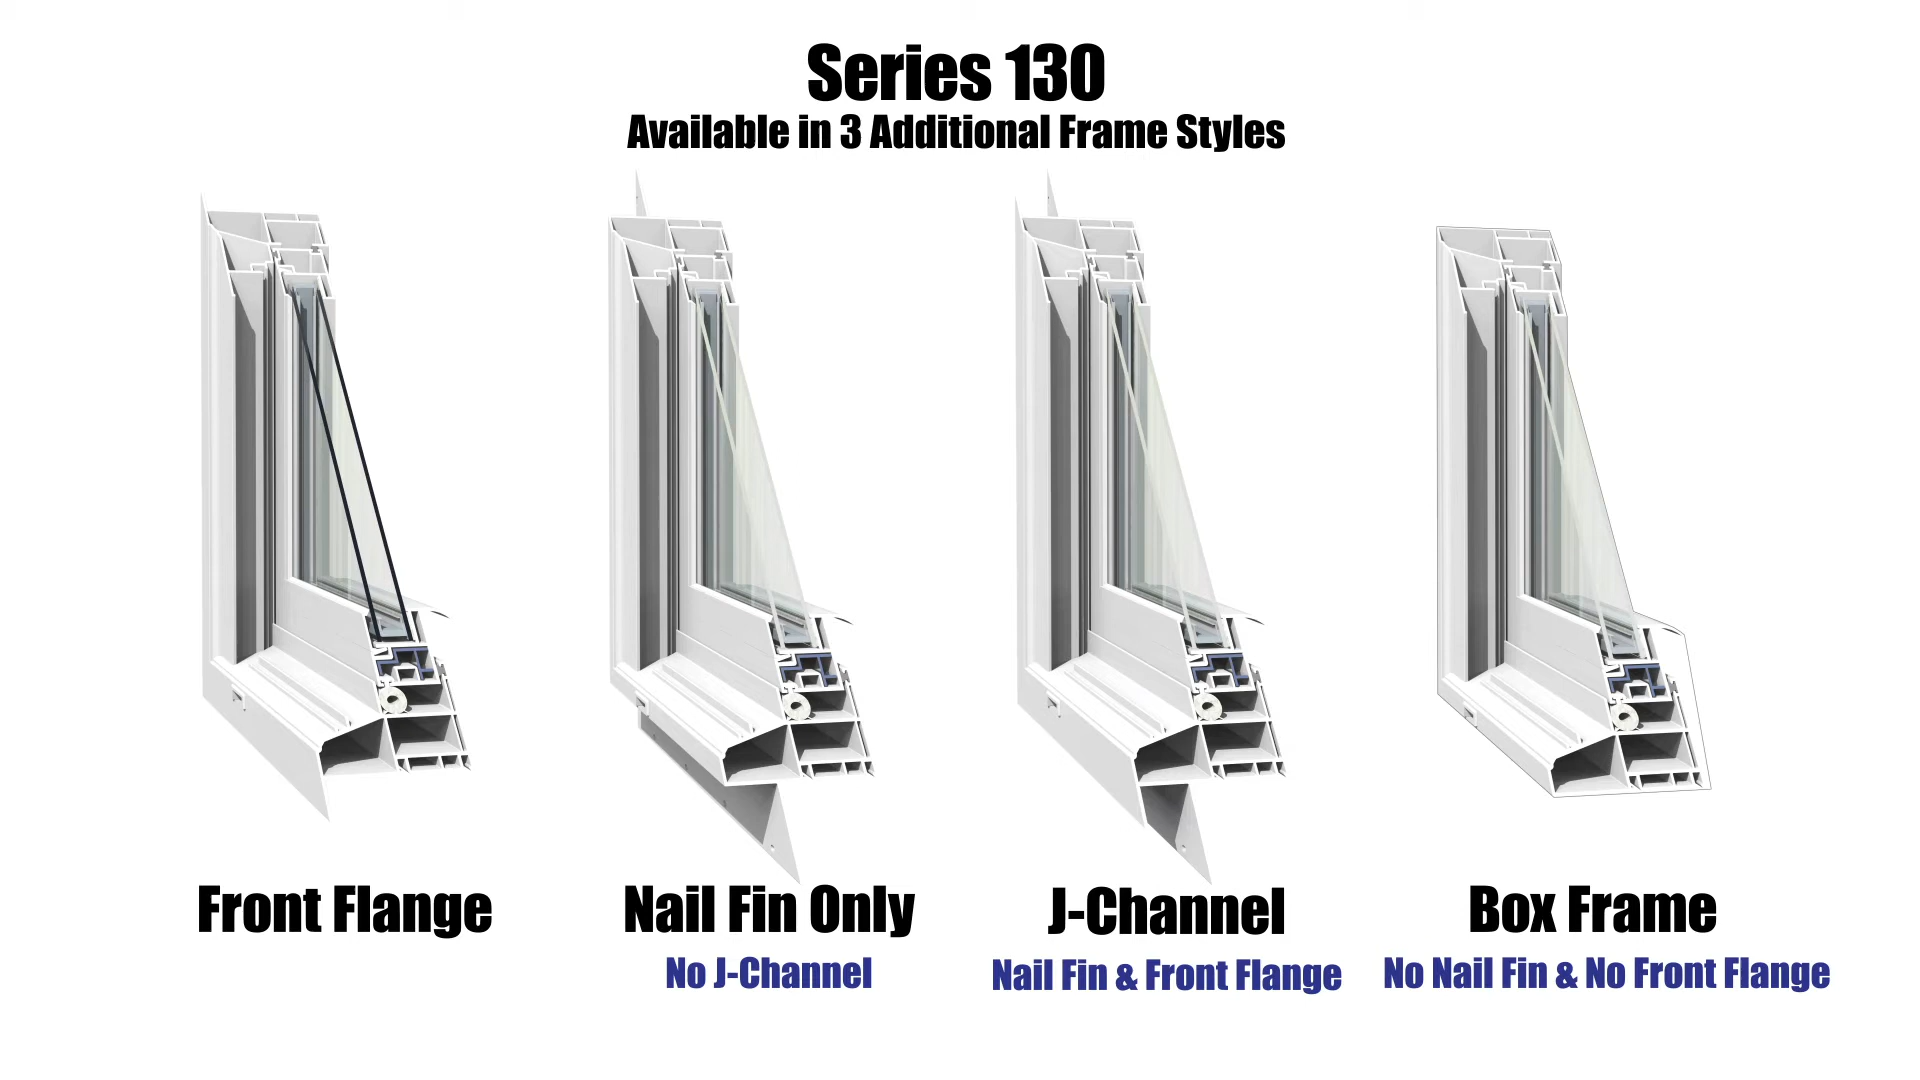 Series 130
Available in 3 Additional Frame Styles
Front Flange
Nail Fin Only
No J-Channel
J-Channel
Nail Fin & Front Flange
Box Frame
No Nail Fin & No Front Flange